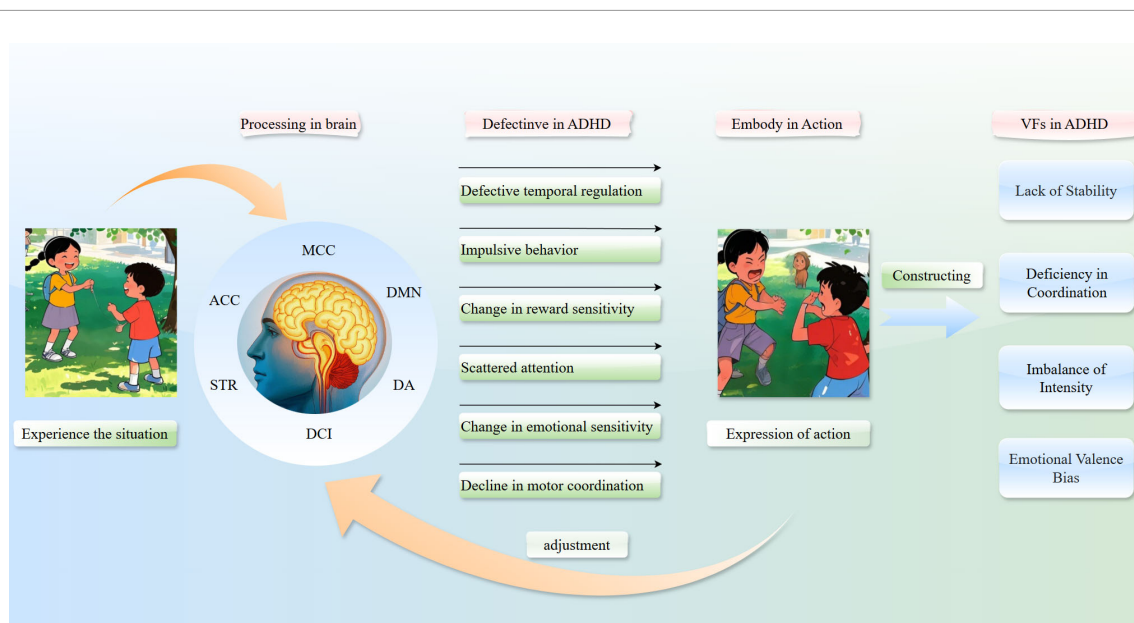 Processing in brain
Defectinve in ADHD
Embody in Action
VFs in ADHD
MCC
ACC
DMN
STR
DA
DCI
Experience the situation
Defective temporal regulation
Impulsive behavior
Change in reward sensitivity
Scattered attention
Change in emotional sensitivity
Decline in motor coordination
Expression of action
Constructing
Lack of Stability
Deficiency in
Coordination
Imbalance of
Intensity
Emotional Valence
Bias
adjustment